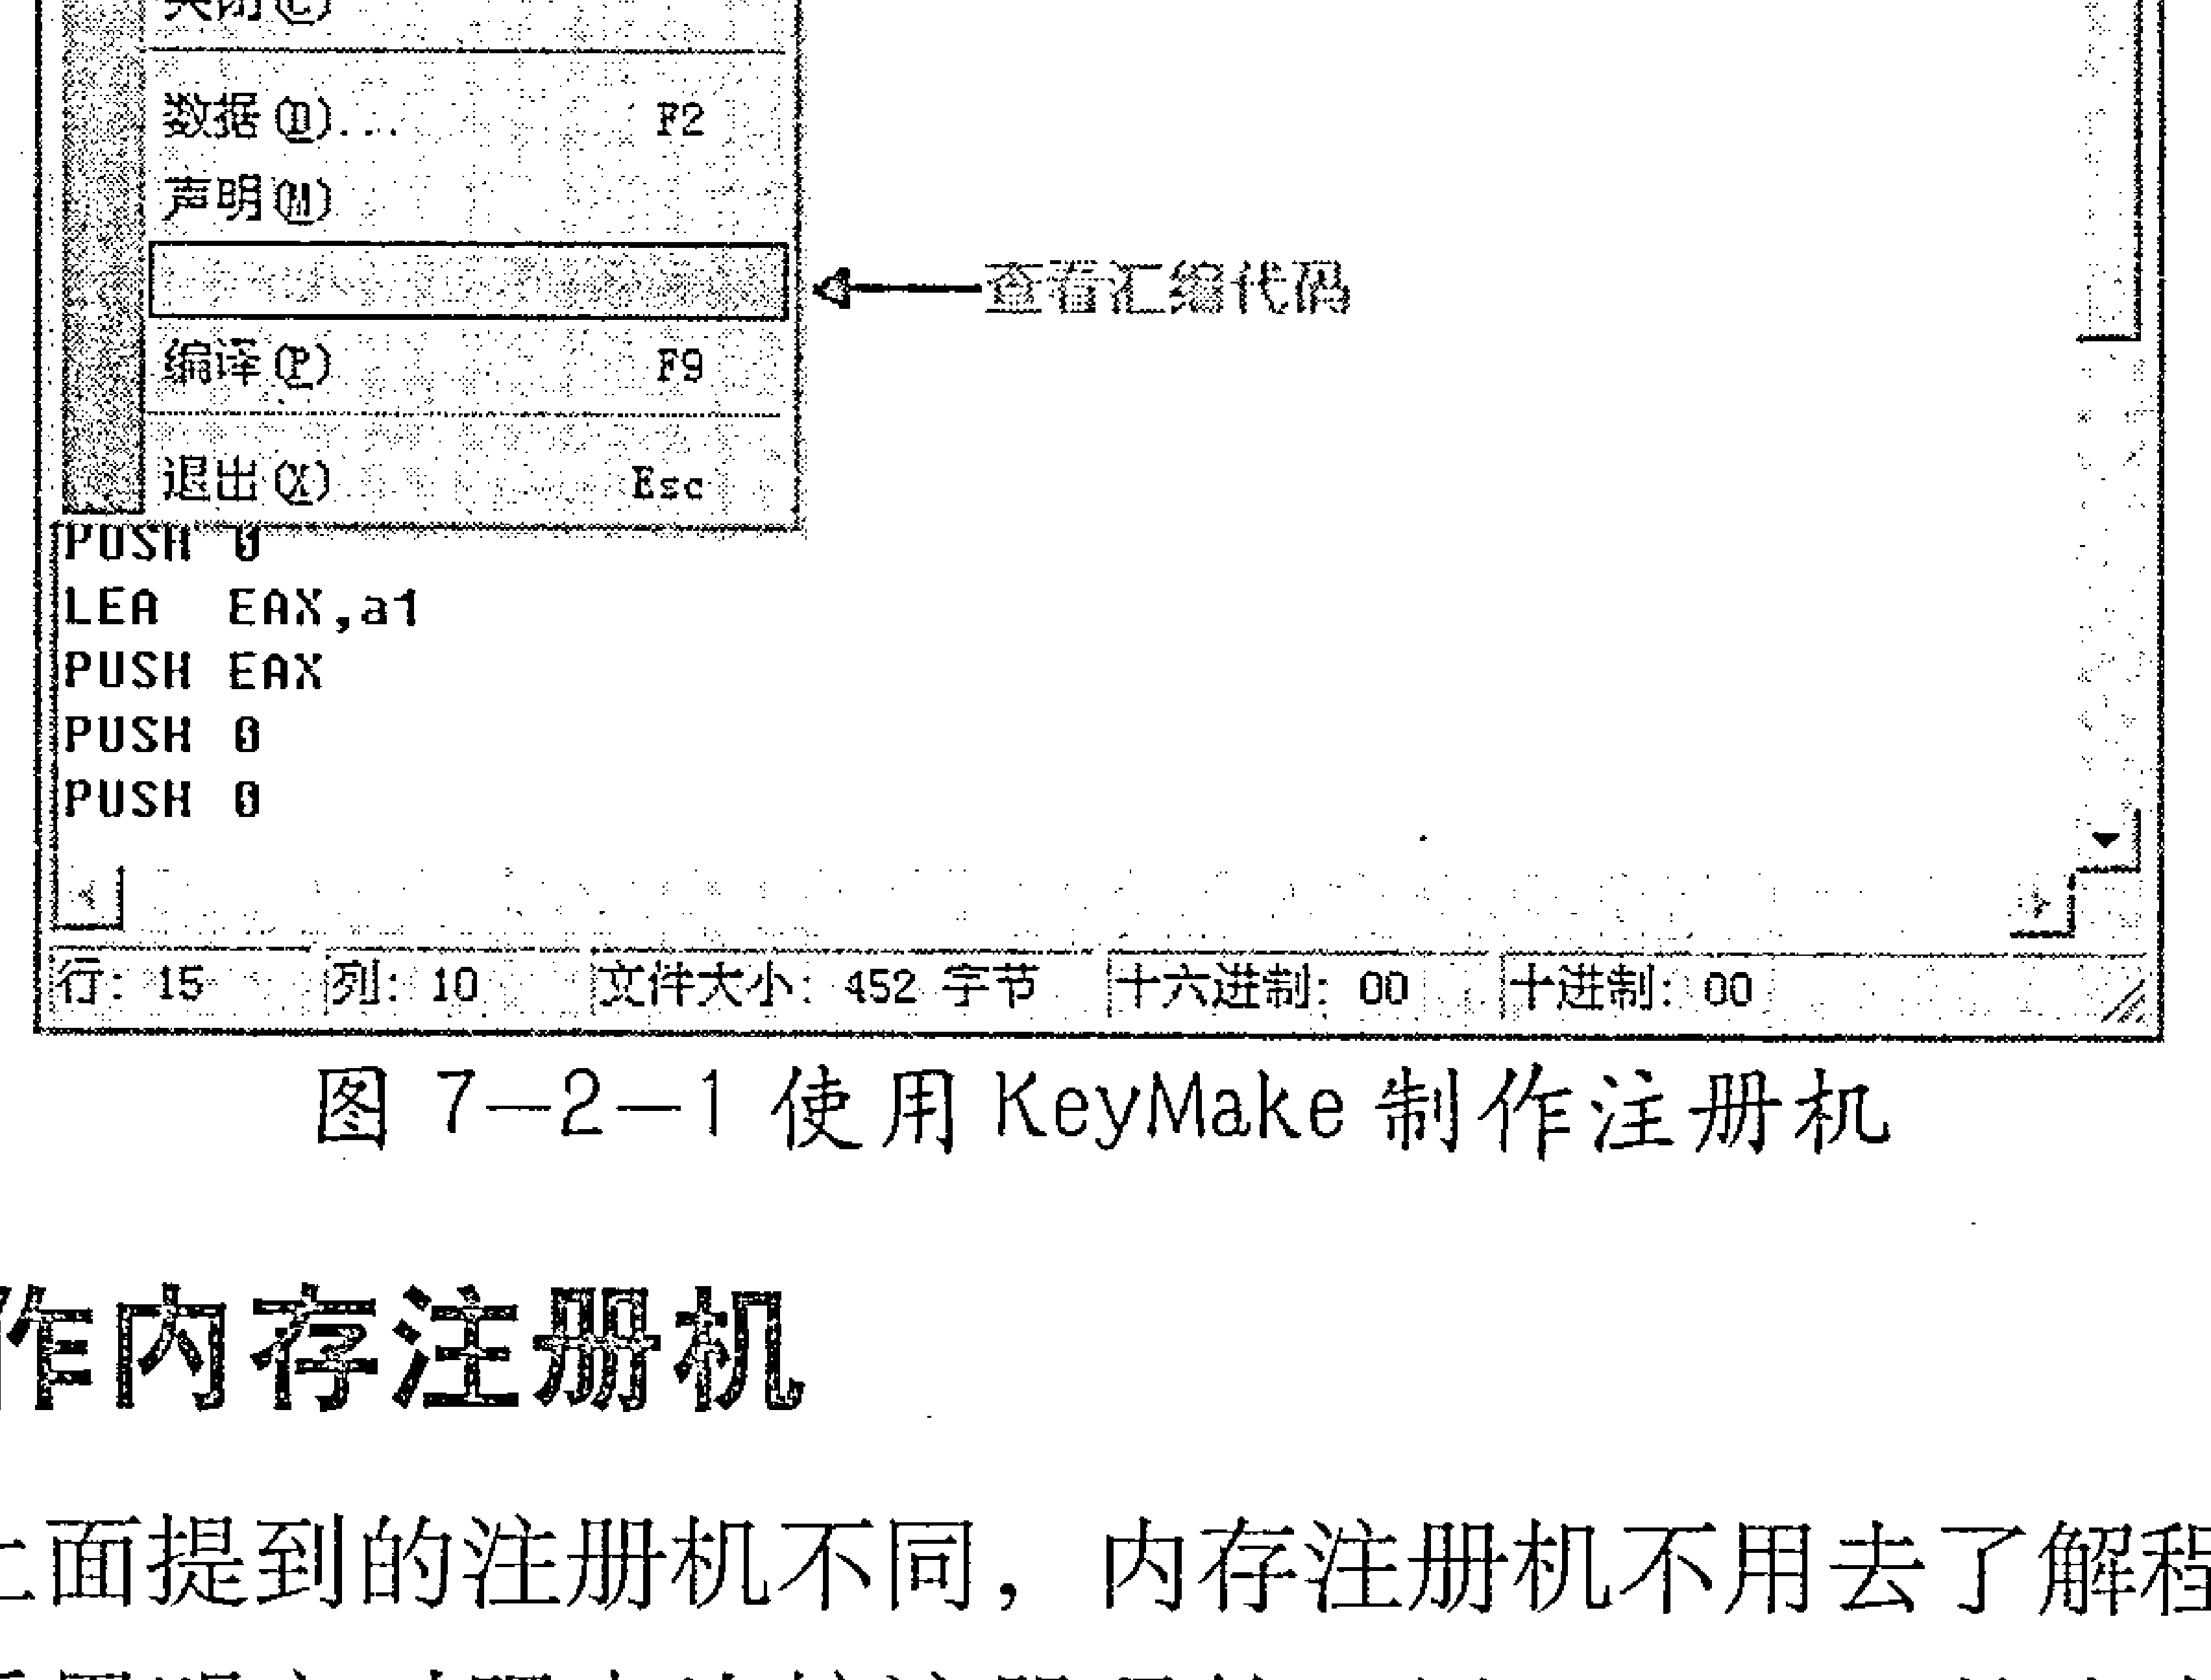 关闭(C)
数据(D)... F2
声明(M)
查看汇编代码
编译(P) F9
退出(X) Esc
PUSH 0
LEA EAX,a1
PUSH EAX
PUSH 0
PUSH 0
行: 15 列: 10 文件大小: 452 字节 十六进制: 00 十进制: 00
图 7-2-1 使用 KeyMake 制作注册机
作内存注册机
上面提到的注册机不同，内存注册机不用去了解程